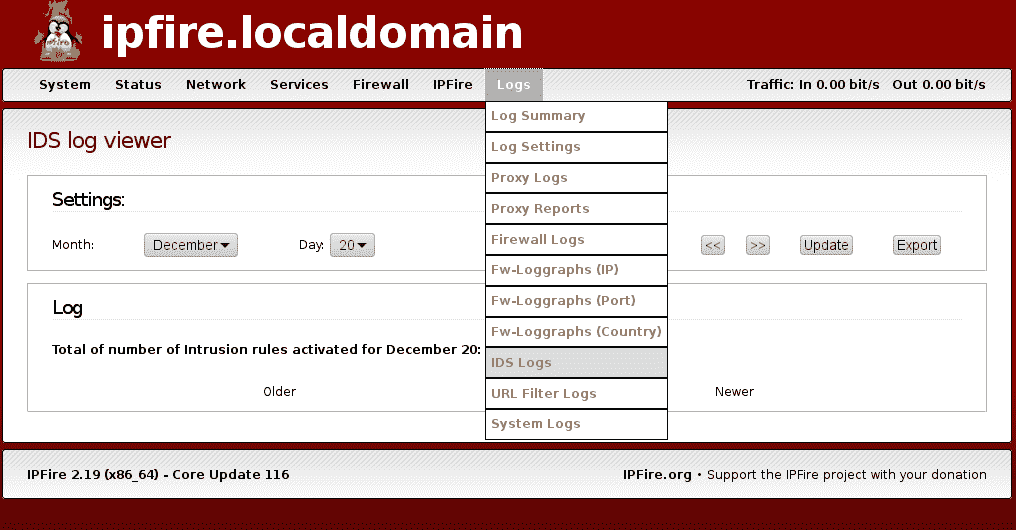 ipfire.localdomain
System Status Network Services Firewall IPFire Logs Traffic: In 0.00 bit/s Out 0.00 bit/s
IDS log viewer
Log Summary
Log Settings
Proxy Logs
Proxy Reports
Firewall Logs
Fw-Loggraphs (IP)
Fw-Loggraphs (Port)
Fw-Loggraphs (Country)
IDS Logs
URL Filter Logs
System Logs
Settings:
Month: December Day: 20 << >> Update Export
Log
Total of number of Intrusion rules activated for December 20:
Older Newer
IPFire 2.19 (x86_64) - Core Update 116 IPFire.org • Support the IPFire project with your donation